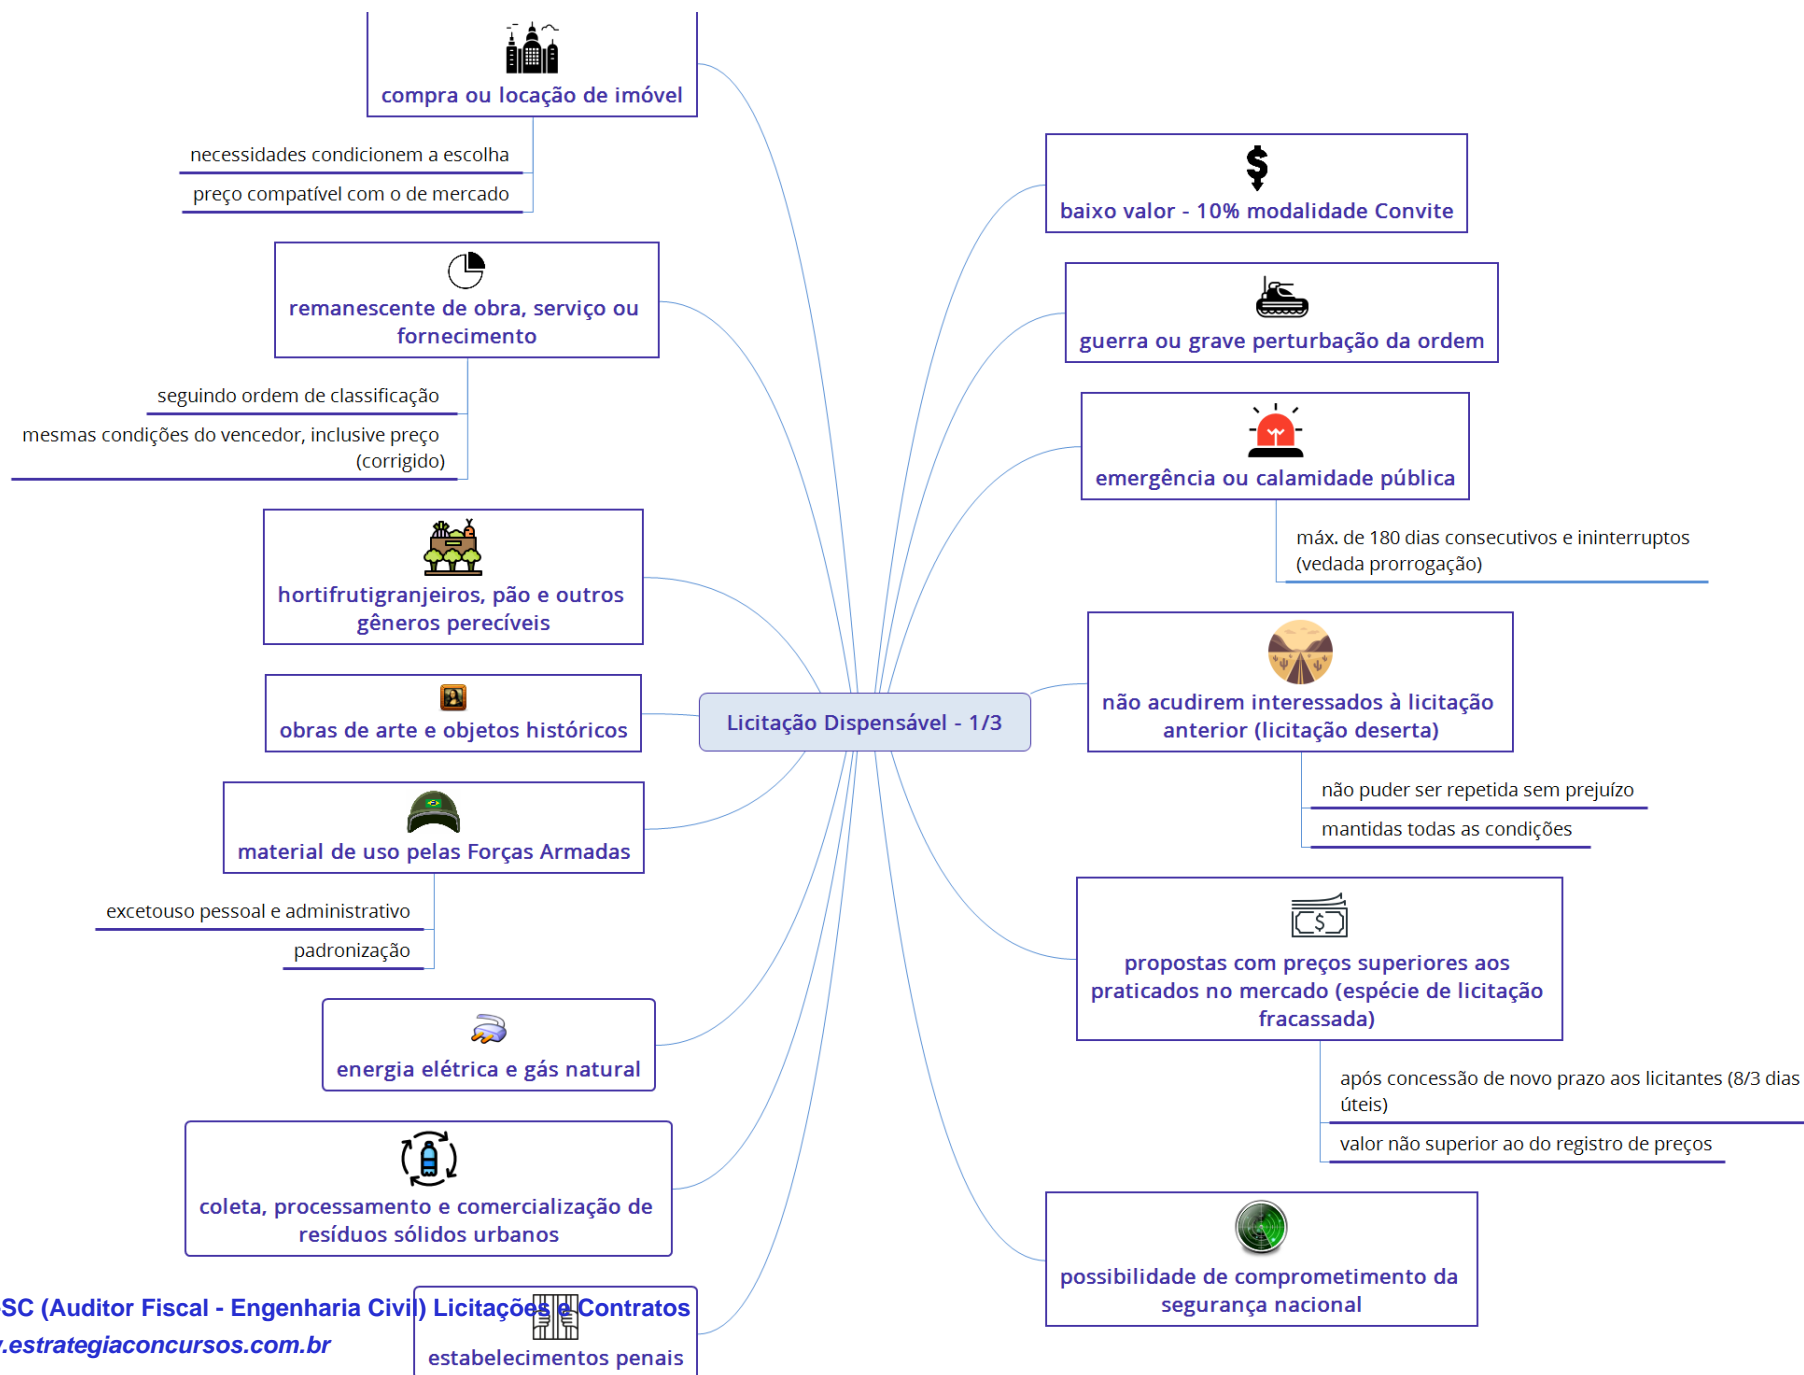 compra ou locação de imóvel
necessidades condicionem a escolha
preço compatível com o de mercado
remanescente de obra, serviço ou
fornecimento
seguindo ordem de classificação
mesmas condições do vencedor, inclusive preço
(corrigido)
hortifrutigranjeiros, pão e outros
gêneros perecíveis
obras de arte e objetos históricos
material de uso pelas Forças Armadas
excetouso pessoal e administrativo
padronização
energia elétrica e gás natural
coleta, processamento e comercialização de
resíduos sólidos urbanos
estabelecimentos penais
Licitação Dispensável - 1/3
baixo valor - 10% modalidade Convite
guerra ou grave perturbação da ordem
emergência ou calamidade pública
máx. de 180 dias consecutivos e ininterruptos
(vedada prorrogação)
não acudirem interessados à licitação
anterior (licitação deserta)
não puder ser repetida sem prejuízo
mantidas todas as condições
propostas com preços superiores aos
praticados no mercado (espécie de licitação
fracassada)
após concessão de novo prazo aos licitantes (8/3 dias
úteis)
valor não superior ao do registro de preços
possibilidade de comprometimento da
segurança nacional
SC (Auditor Fiscal - Engenharia Civil) Licitações e Contratos
.estrategiaconcursos.com.br